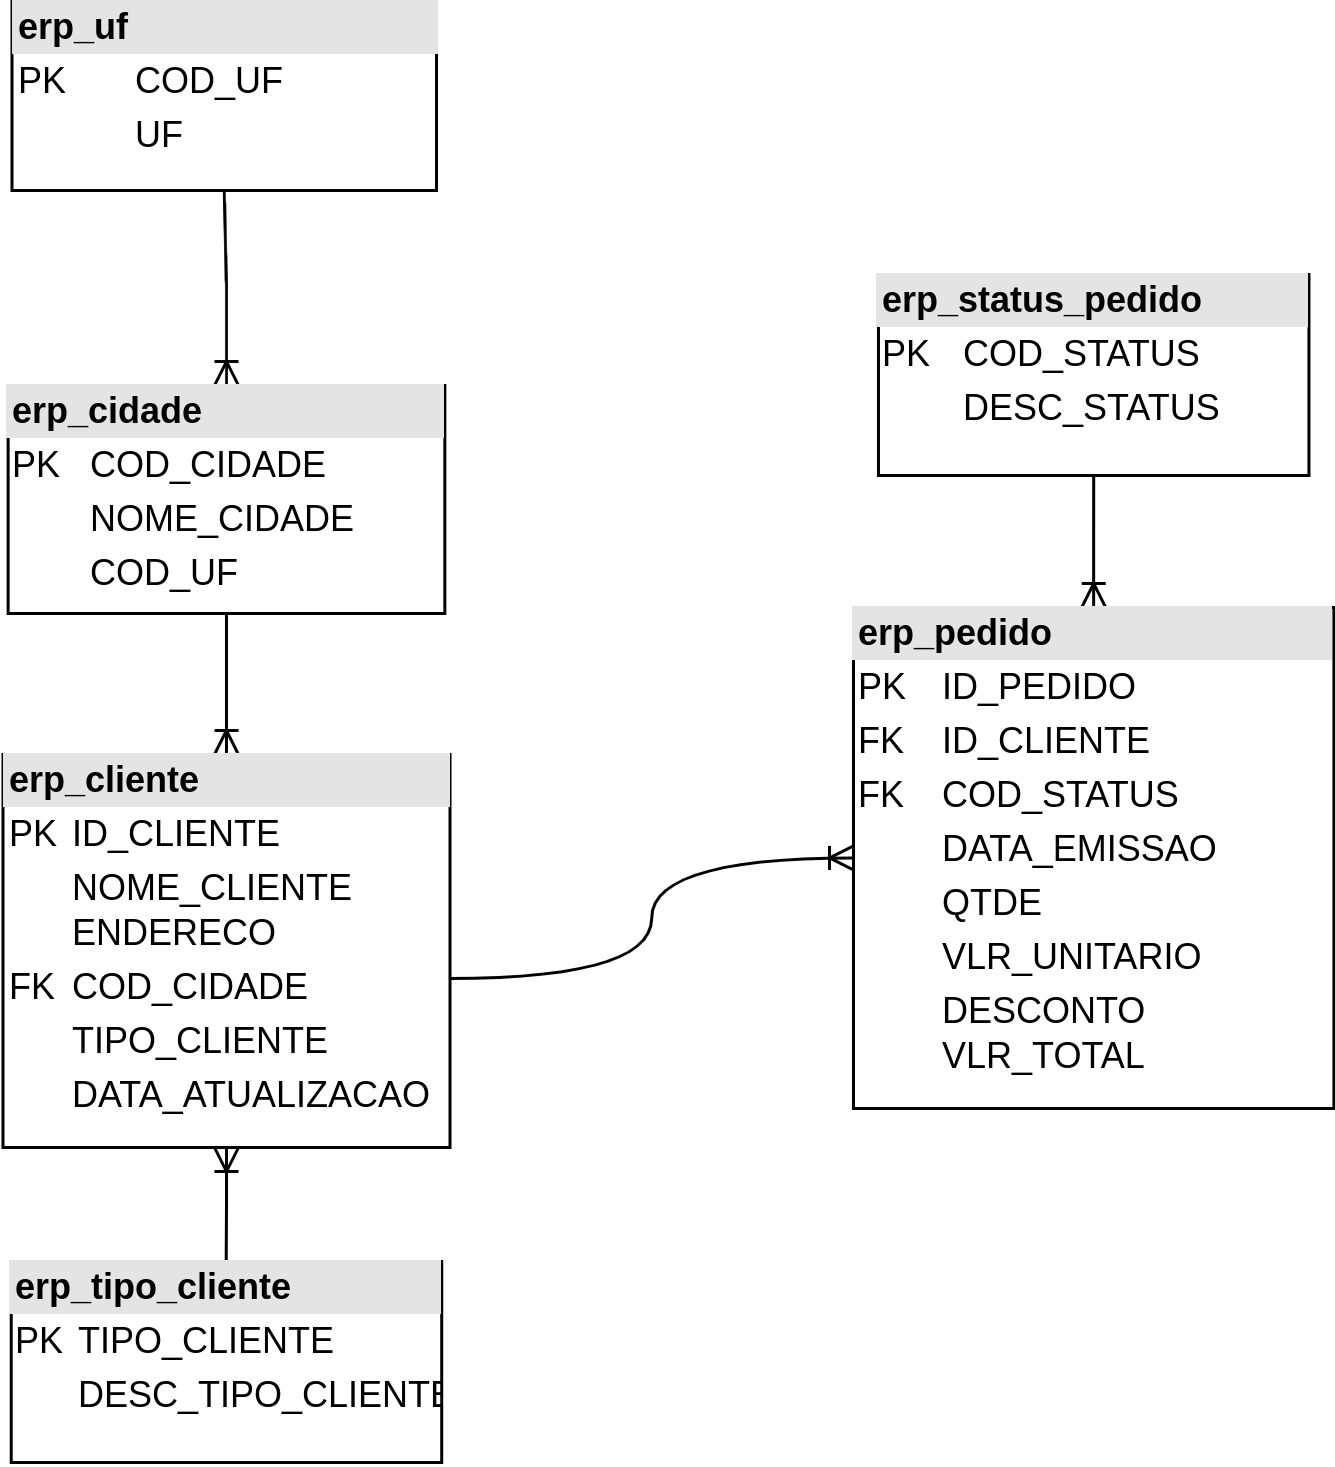 erp_uf
PK COD_UF
UF
erp_cidade
PK COD_CIDADE
NOME_CIDADE
COD_UF
erp_cliente
PK ID_CLIENTE
NOME_CLIENTE
ENDERECO
FK COD_CIDADE
TIPO_CLIENTE
DATA_ATUALIZACAO
erp_tipo_cliente
PK TIPO_CLIENTE
DESC_TIPO_CLIENTE
erp_status_pedido
PK COD_STATUS
DESC_STATUS
erp_pedido
PK ID_PEDIDO
FK ID_CLIENTE
FK COD_STATUS
DATA_EMISSAO
QTDE
VLR_UNITARIO
DESCONTO
VLR_TOTAL